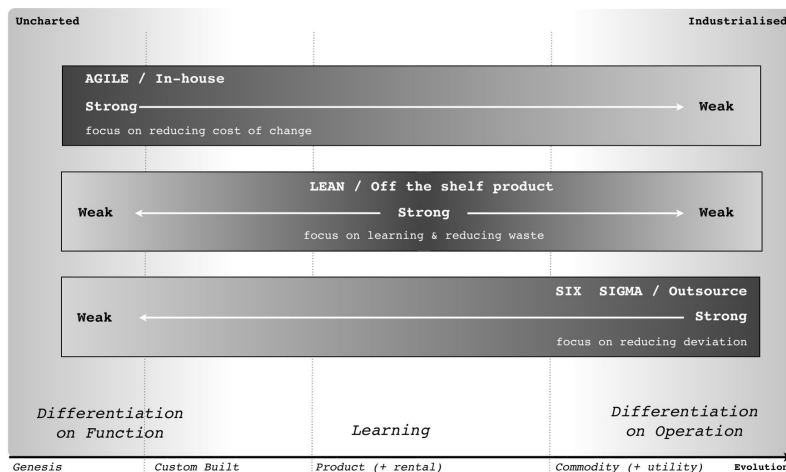 Uncharted
Industrialised
AGILE / In-house
Strong
Weak
focus on reducing cost of change
LEAN / Off the shelf product
Weak
Strong
Weak
focus on learning & reducing waste
SIX SIGMA / Outsource
Weak
Strong
focus on reducing deviation
Differentiation
on Function
Learning
Differentiation
on Operation
Genesis
Custom Built
Product (+ rental)
Commodity (+ utility)
Evolution